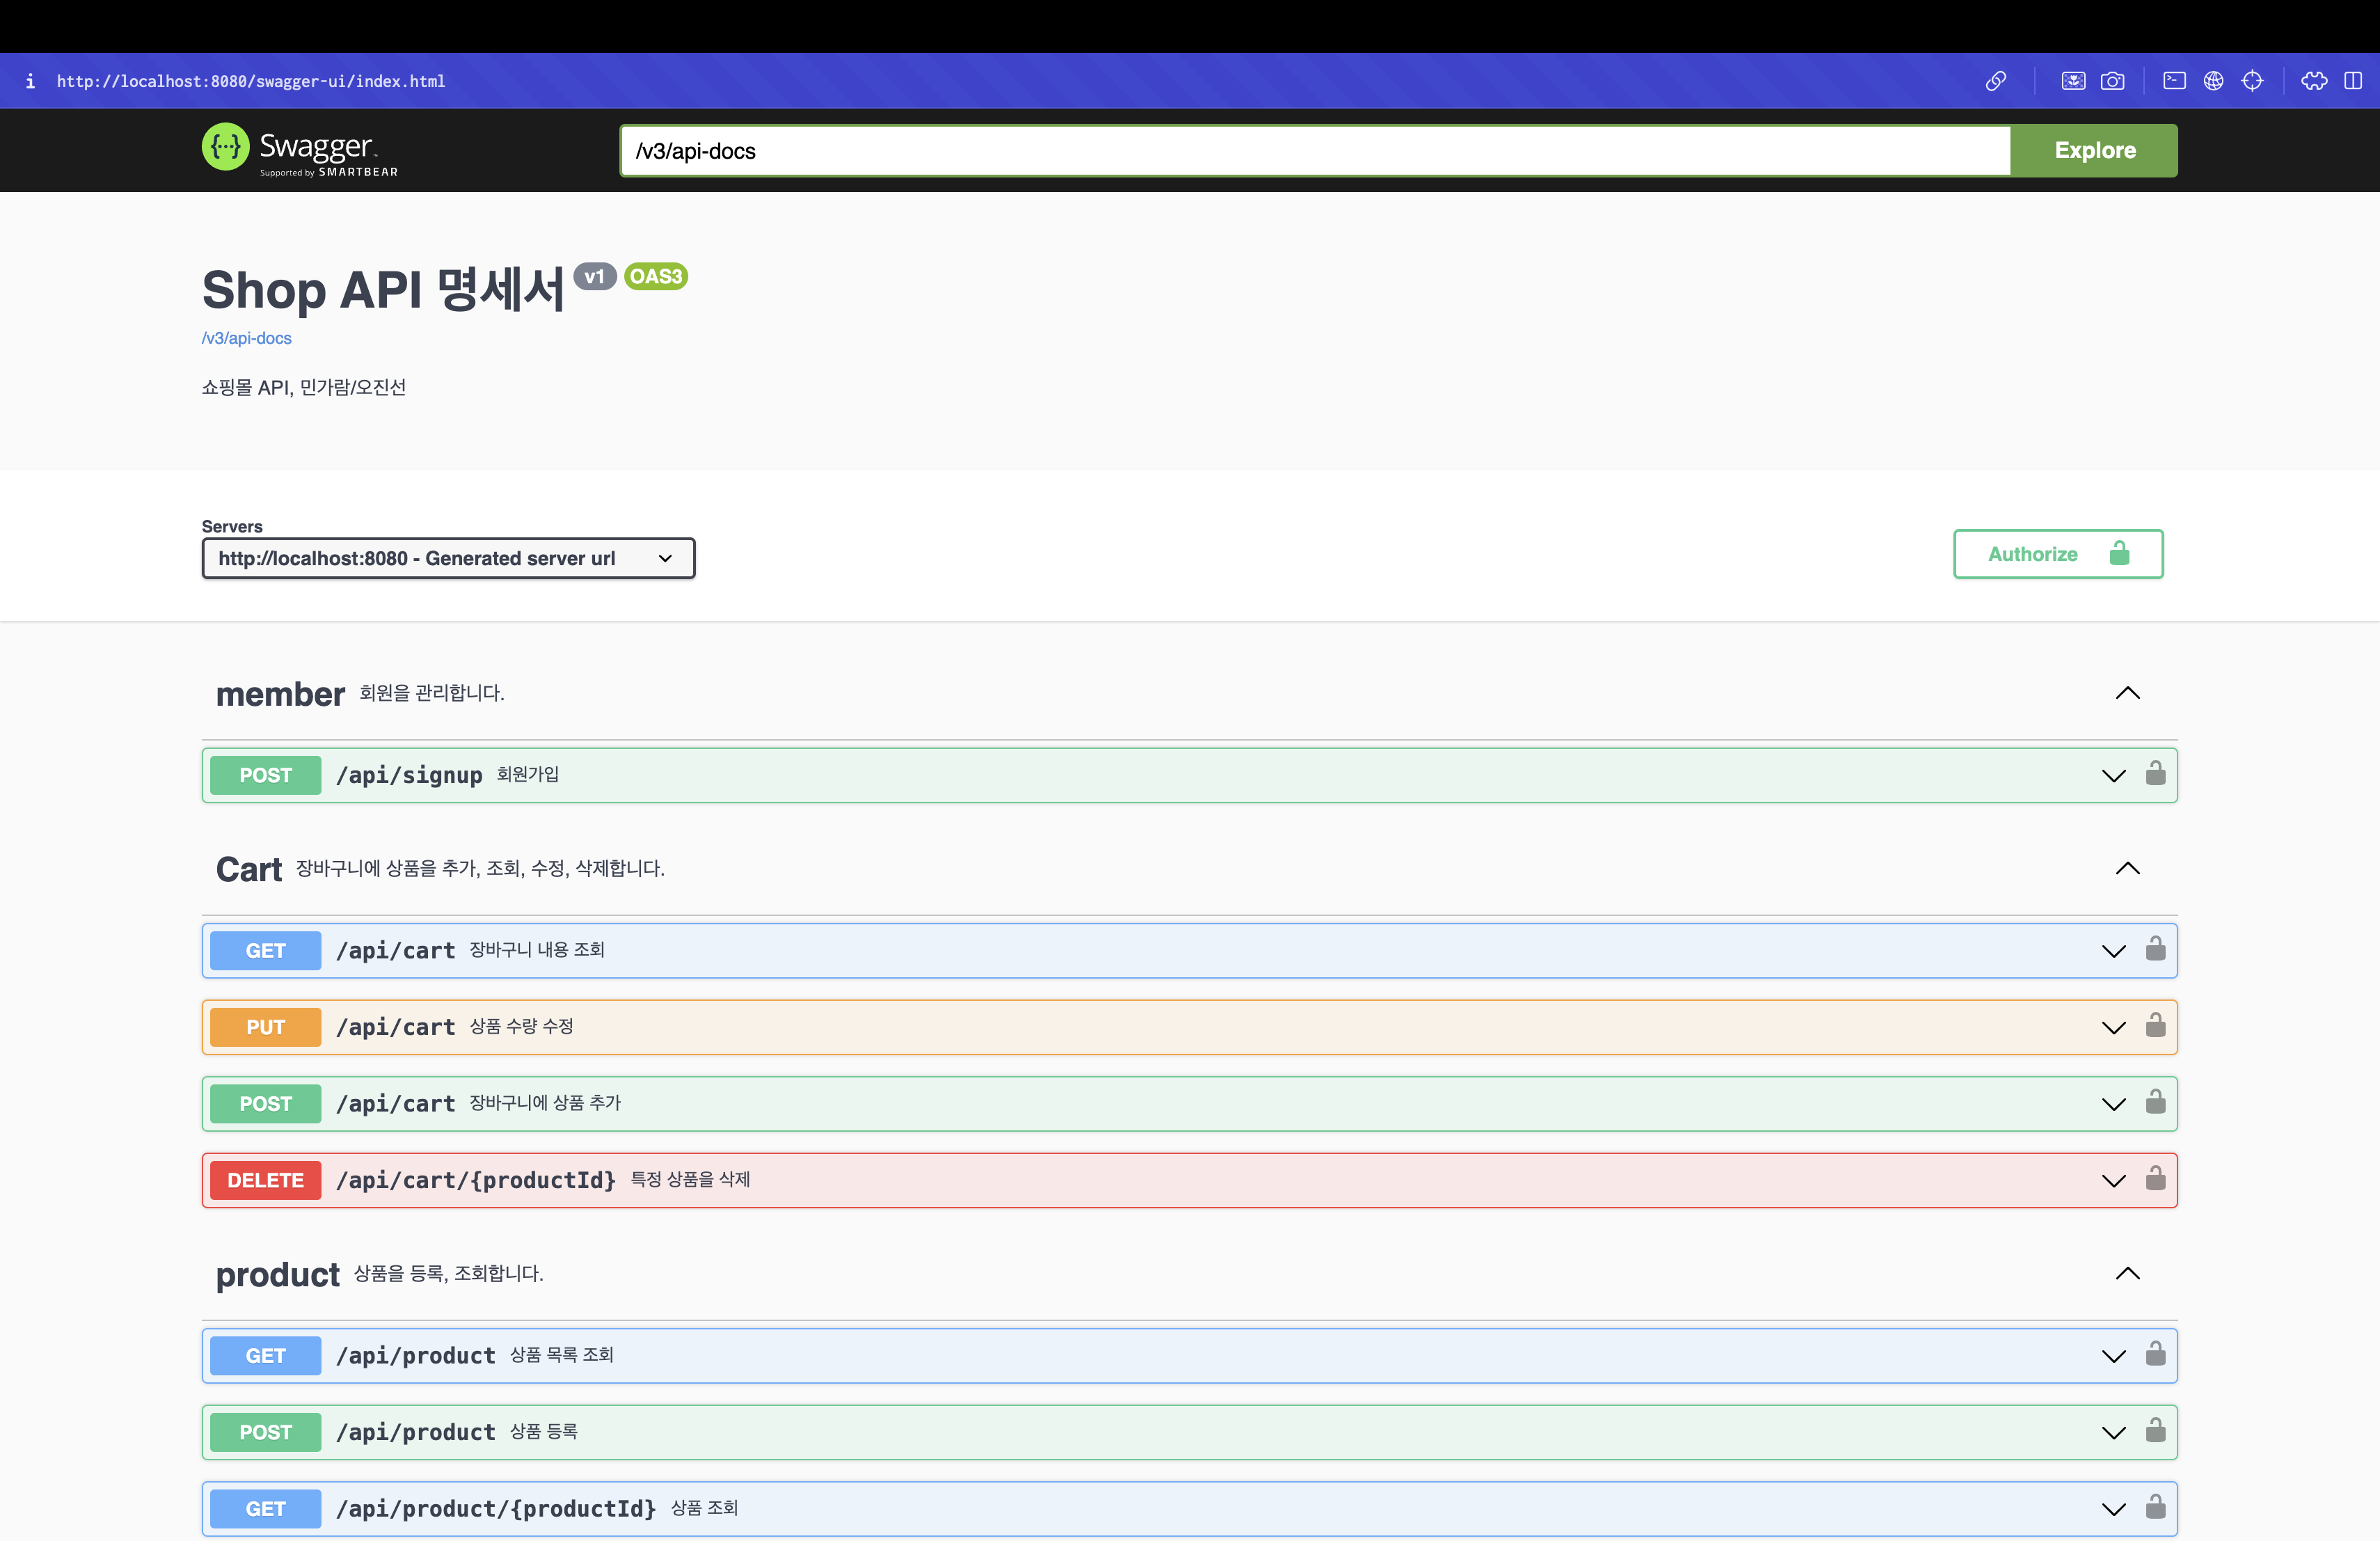 i http://localhost:8080/swagger-ui/index.html
{···} Swagger™
Supported by SMARTBEAR
/v3/api-docs
Explore
Shop API 명세서 v1 OAS3
/v3/api-docs
쇼핑몰 API, 민가람/오진선
Servers
http://localhost:8080 - Generated server url
Authorize
member 회원을 관리합니다.
POST /api/signup 회원가입
Cart 장바구니에 상품을 추가, 조회, 수정, 삭제합니다.
GET /api/cart 장바구니 내용 조회
PUT /api/cart 상품 수량 수정
POST /api/cart 장바구니에 상품 추가
DELETE /api/cart/{productId} 특정 상품을 삭제
product 상품을 등록, 조회합니다.
GET /api/product 상품 목록 조회
POST /api/product 상품 등록
GET /api/product/{productId} 상품 조회